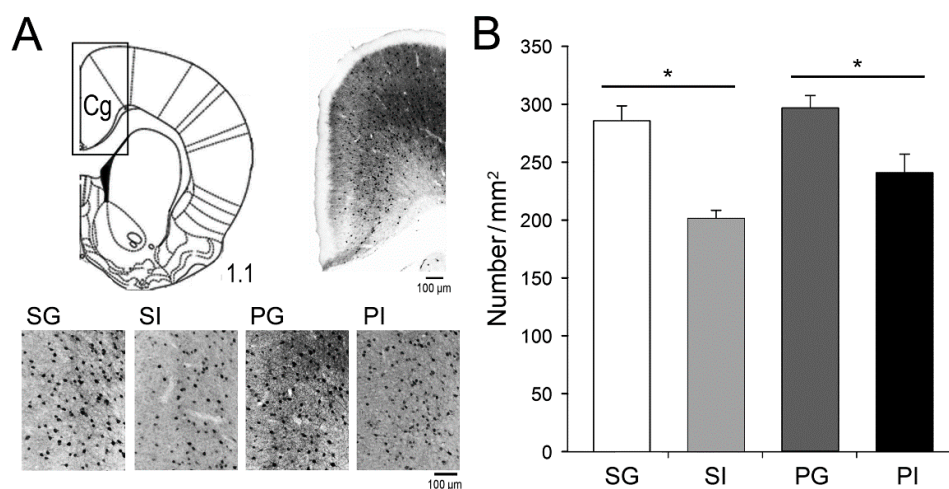 A
Cg
1.1
100 µm
SG SI PG PI
100 µm
B
Number/mm²
350
300
250
200
150
100
50
0
* *
SG SI PG PI